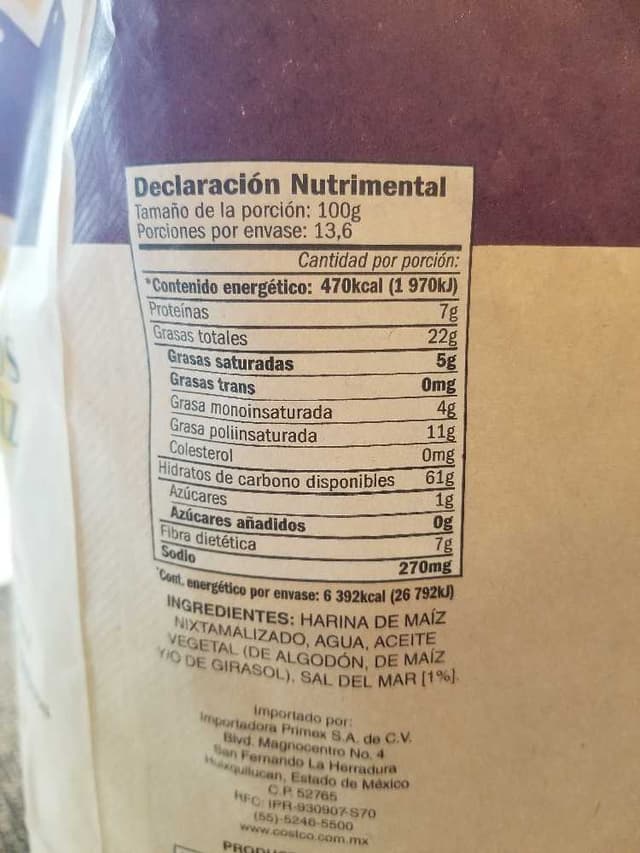 Declaración Nutrimental
Tamaño de la porción: 100g
Porciones por envase: 13,6
Cantidad por porción:
*Contenido energético: 470kcal (1 970kJ)
Proteínas 7g
Grasas totales 22g
Grasas saturadas 5g
Grasas trans 0mg
Grasa monoinsaturada 4g
Grasa poliinsaturada 11g
Colesterol 0mg
Hidratos de carbono disponibles 61g
Azúcares 1g
Azúcares añadidos 0g
Fibra dietética 7g
Sodio 270mg
*Cont. energético por envase: 6 392kcal (26 792kJ)
INGREDIENTES: HARINA DE MAÍZ
NIXTAMALIZADO, AGUA, ACEITE
VEGETAL (DE ALGODÓN, DE MAÍZ
Y/O DE GIRASOL), SAL DEL MAR [1%].
Importado por:
Importadora Primex S.A. de C.V.
Blvd. Magnocentro No. 4
San Fernando La Herradura
Huixquilucan, Estado de México
C.P. 52765
RFC: IPR-930907-S70
(55)-5246-5500
www.costco.com.mx